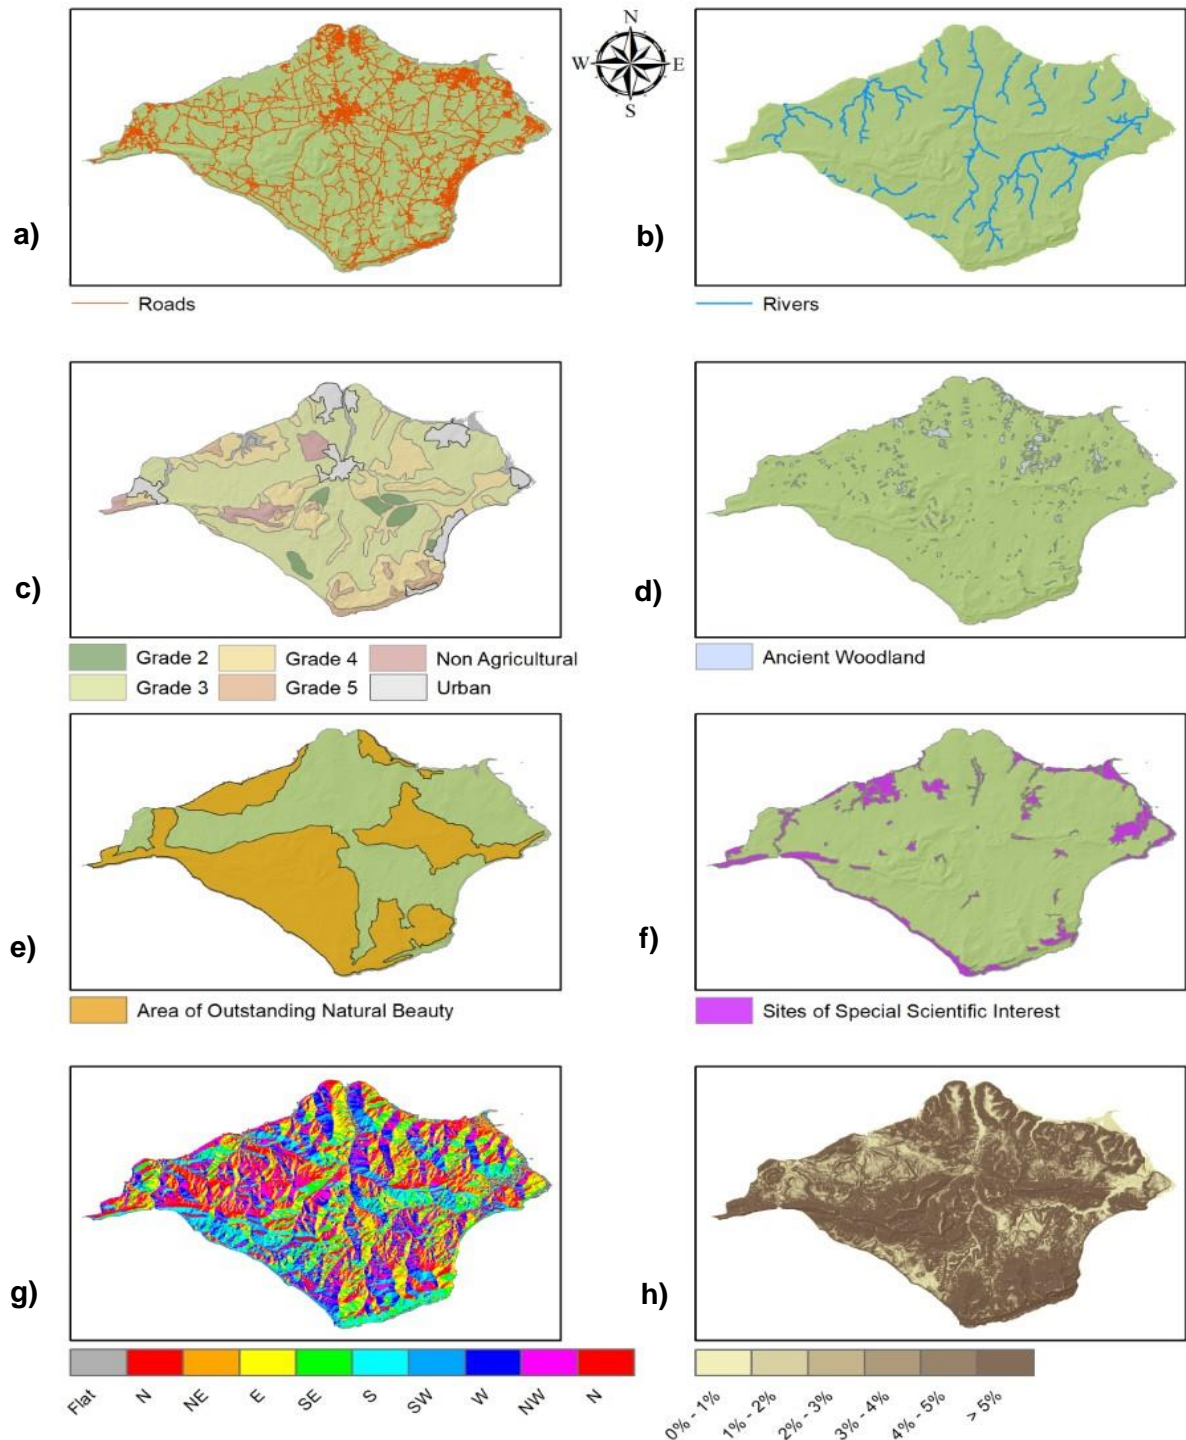 N
W E
S
a)
b)
Roads
Rivers
c)
d)
Grade 2 Grade 4 Non Agricultural
Grade 3 Grade 5 Urban
Ancient Woodland
e)
f)
Area of Outstanding Natural Beauty
Sites of Special Scientific Interest
g)
h)
Flat N NE E SE S SW W NW N
0% - 1% 1% - 2% 2% - 3% 3% - 4% 4% - 5% > 5%